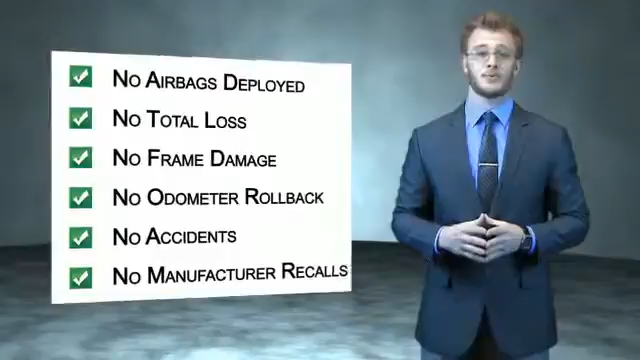 No Airbags Deployed
No Total Loss
No Frame Damage
No Odometer Rollback
No Accidents
No Manufacturer Recalls